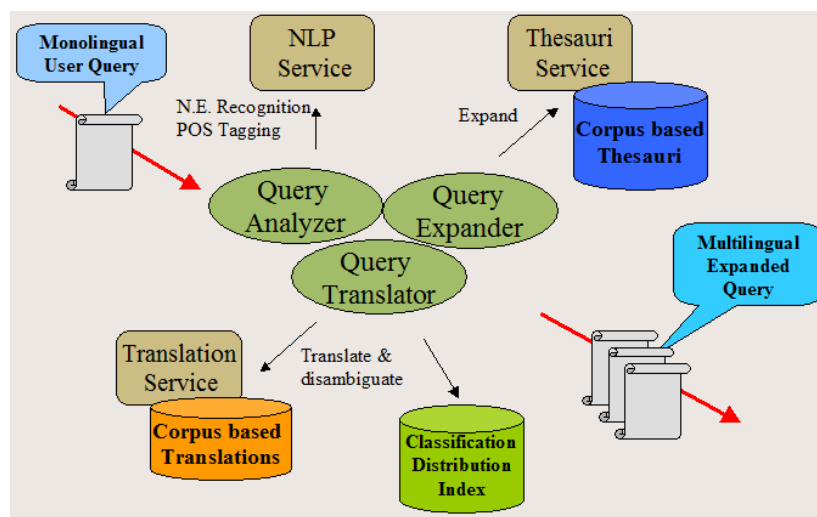 Monolingual
User Query
NLP
Service
Thesauri
Service
N.E. Recognition
POS Tagging
Expand
Corpus based
Thesauri
Query
Analyzer
Query
Expander
Query
Translator
Multilingual
Expanded
Query
Translation
Service
Translate &
disambiguate
Corpus based
Translations
Classification
Distribution
Index